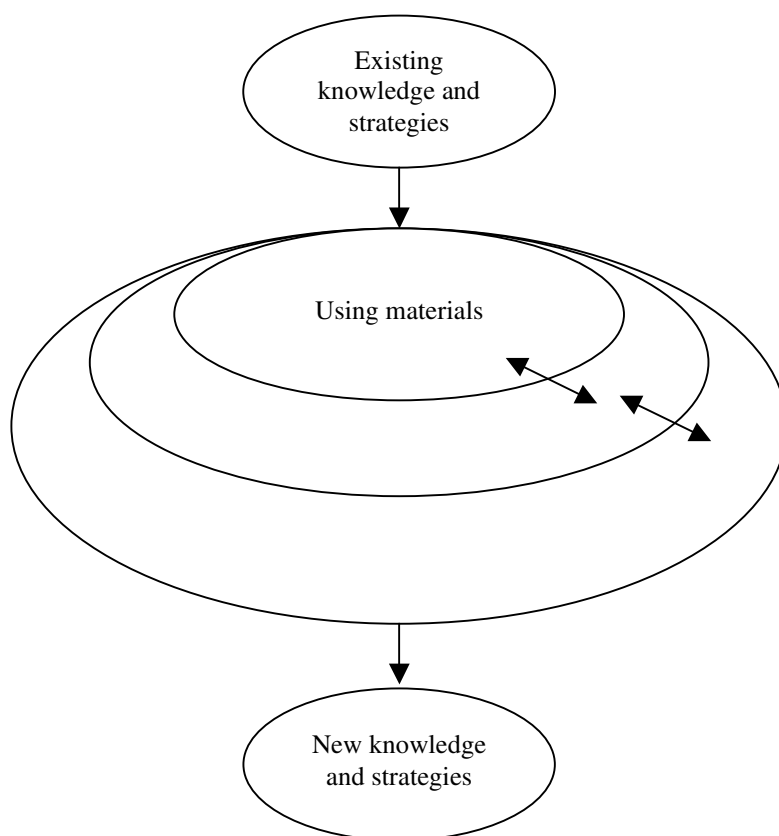 Existing
knowledge and
strategies
Using materials
New knowledge
and strategies